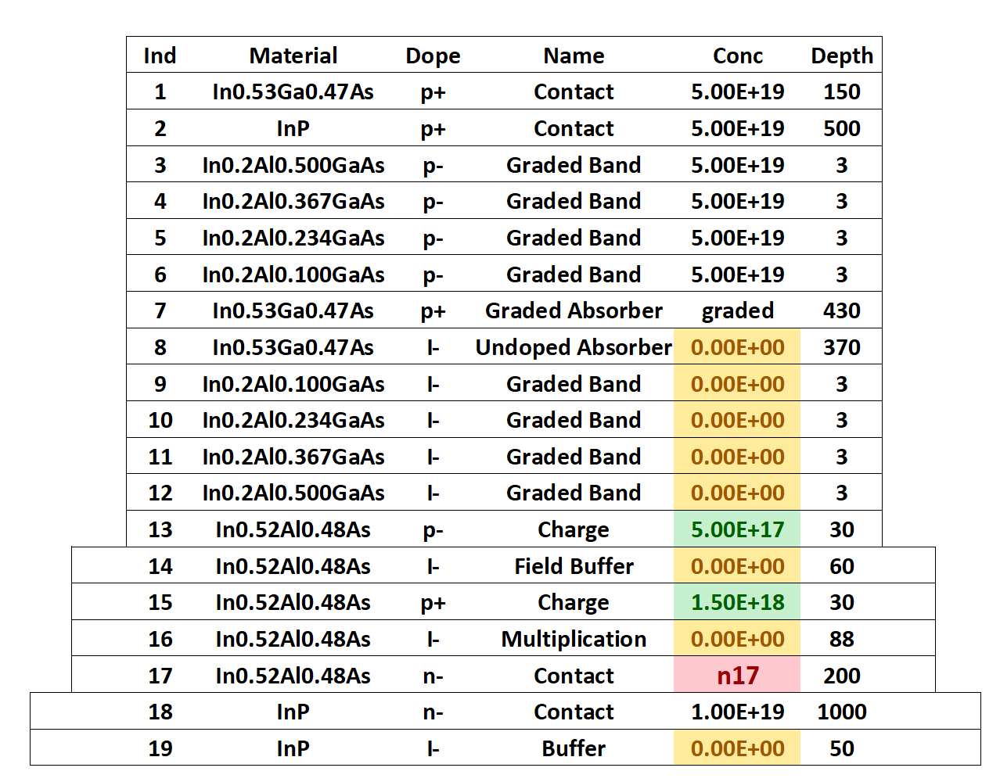 Ind Material Dope Name Conc Depth
1 In0.53Ga0.47As p+ Contact 5.00E+19 150
2 InP p+ Contact 5.00E+19 500
3 In0.2Al0.500GaAs p- Graded Band 5.00E+19 3
4 In0.2Al0.367GaAs p- Graded Band 5.00E+19 3
5 In0.2Al0.234GaAs p- Graded Band 5.00E+19 3
6 In0.2Al0.100GaAs p- Graded Band 5.00E+19 3
7 In0.53Ga0.47As p+ Graded Absorber graded 430
8 In0.53Ga0.47As I- Undoped Absorber 0.00E+00 370
9 In0.2Al0.100GaAs I- Graded Band 0.00E+00 3
10 In0.2Al0.234GaAs I- Graded Band 0.00E+00 3
11 In0.2Al0.367GaAs I- Graded Band 0.00E+00 3
12 In0.2Al0.500GaAs I- Graded Band 0.00E+00 3
13 In0.52Al0.48As p- Charge 5.00E+17 30
14 In0.52Al0.48As I- Field Buffer 0.00E+00 60
15 In0.52Al0.48As p+ Charge 1.50E+18 30
16 In0.52Al0.48As I- Multiplication 0.00E+00 88
17 In0.52Al0.48As n- Contact n17 200
18 InP n- Contact 1.00E+19 1000
19 InP I- Buffer 0.00E+00 50